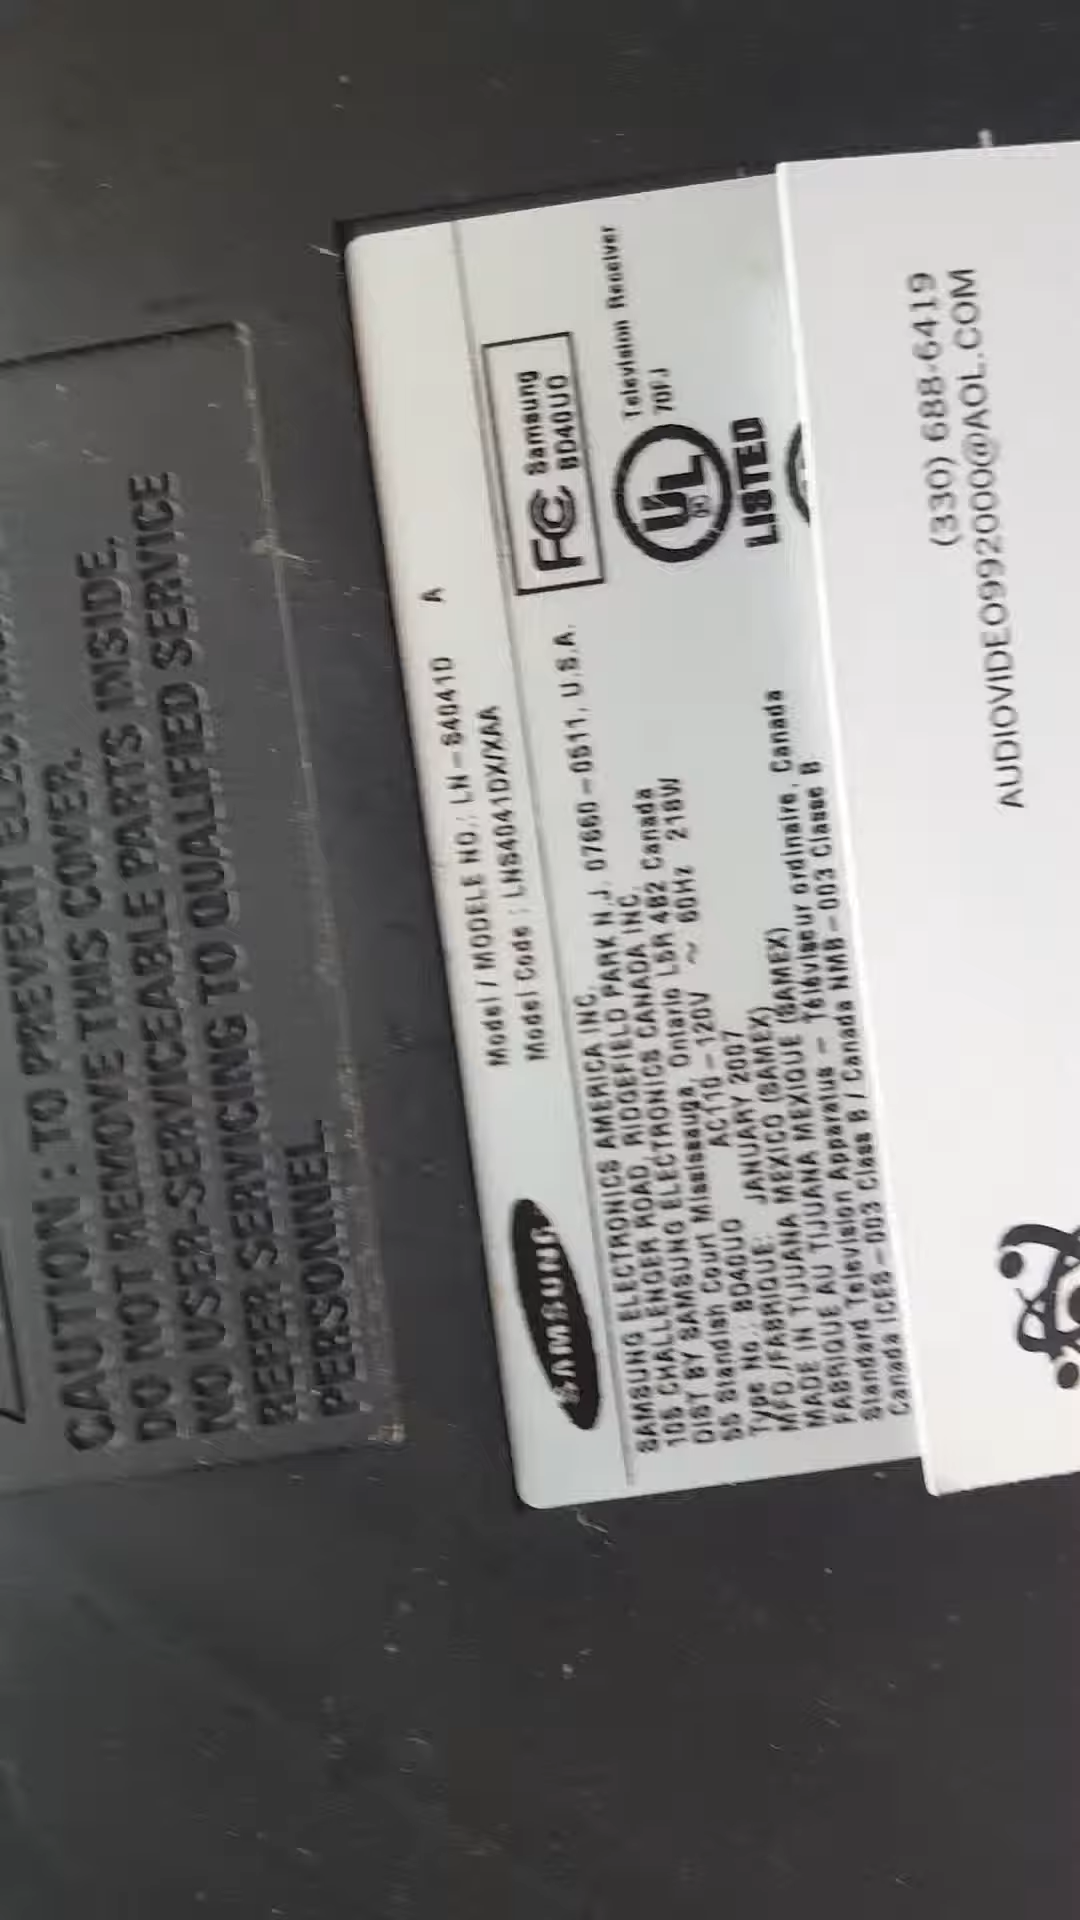 CAUTION : TO PREVENT
DO NOT REMOVE THIS COVER.
NO USER-SERVICEABLE PARTS INSIDE.
REFER SERVICING TO QUALIFIED SERVICE
PERSONNEL.
SAMSUNG
Model / MODELE NO.: LN-S4041D A
Model Code : LNS4041DX/XAA
FC Samsung
BD40UO
SAMSUNG ELECTRONICS AMERICA INC.
105 CHALLENGER ROAD, RIDGEFIELD PARK N.J. 07660-0511, U.S.A.
DIST BY SAMSUNG ELECTRONICS CANADA INC.
55 Standish Court Mississauga, Ontario L5R 4B2 Canada
Type No.: BD40UO AC110-120V ~ 60Hz 218W
MFD./FABRIQUE: JANUARY 2007
MADE IN TIJUANA MEXICO (SAMEX)
FABRIQUE AU TIJUANA MEXIQUE (SAMEX)
Standard Television Apparatus - Téléviseur ordinaire, Canada
Canada ICES-003 Class B / Canada NMB-003 Classe B
Television Receiver
70FJ
UL ®
LISTED
(330) 688-6419
AUDIOVIDEO992000@AOL.COM